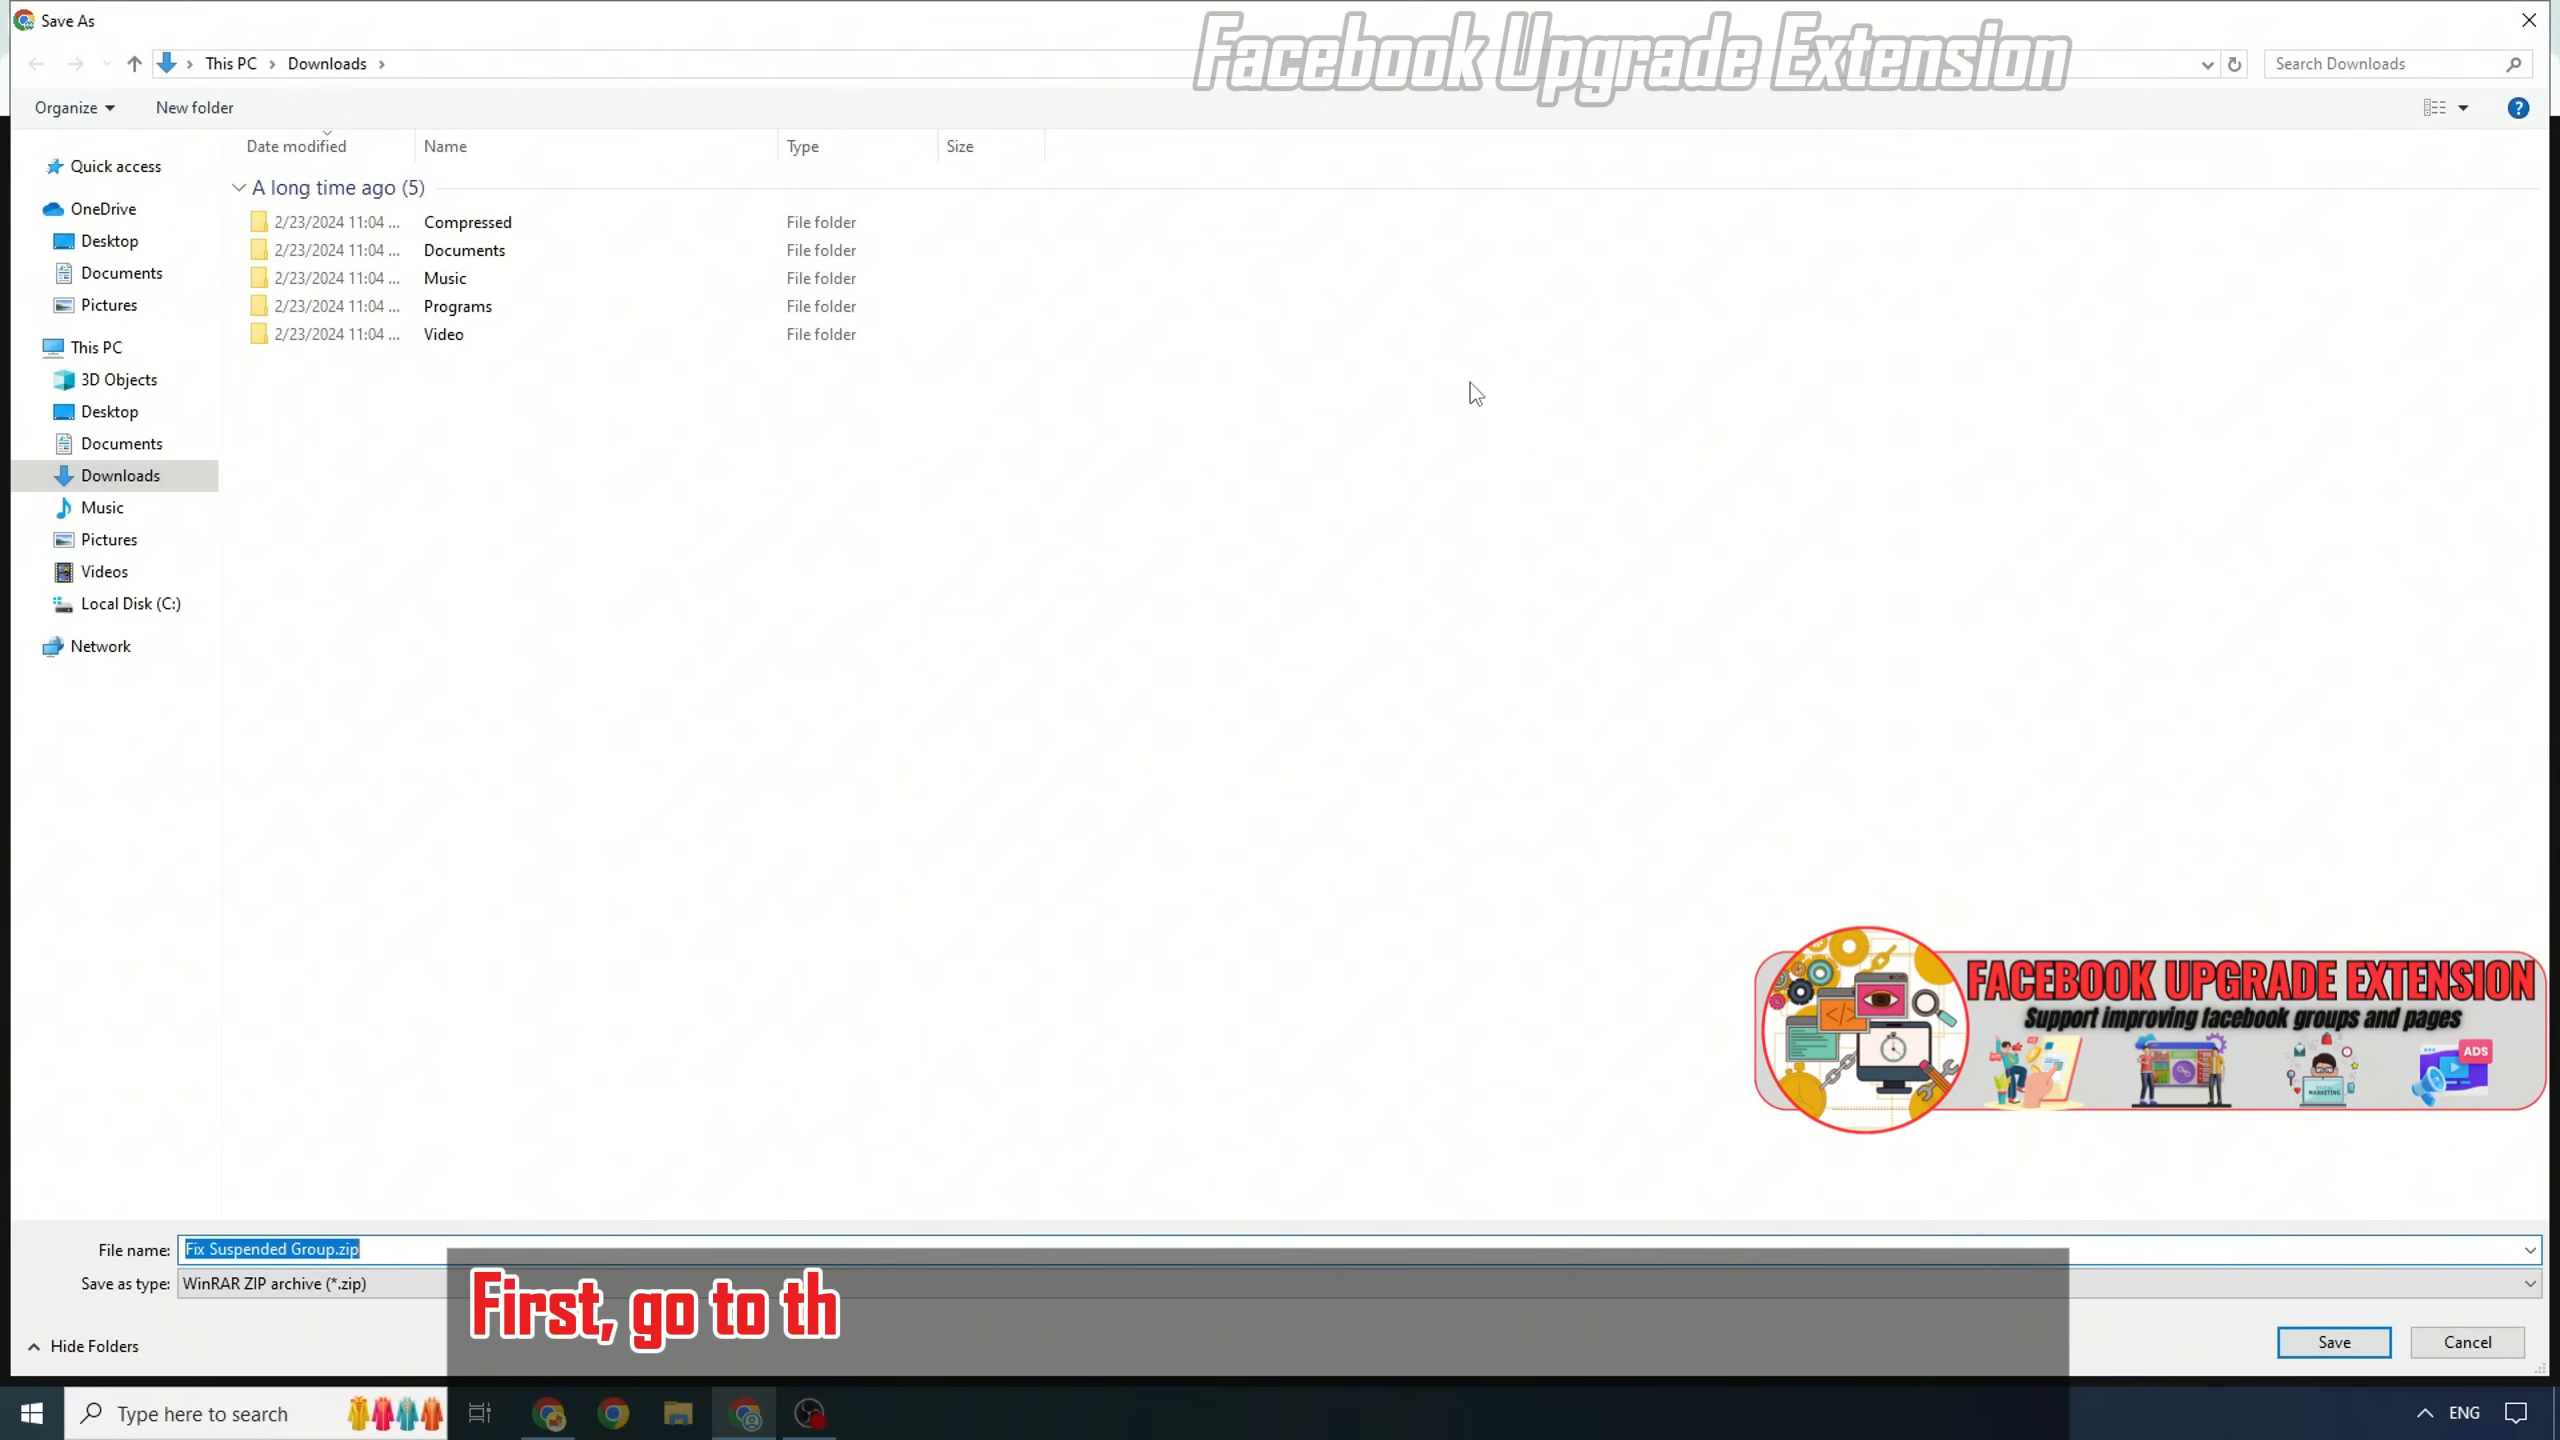 Save As
Facebook Upgrade Extension
This PC
Downloads
Search Downloads
Organize
New folder
Date modified
Name
Type
Size
Quick access
OneDrive
Desktop
Documents
Pictures
This PC
3D Objects
Desktop
Documents
Downloads
Music
Pictures
Videos
Local Disk (C:)
Network
A long time ago (5)
2/23/2024 11:04 ... Compressed File folder
2/23/2024 11:04 ... Documents File folder
2/23/2024 11:04 ... Music File folder
2/23/2024 11:04 ... Programs File folder
2/23/2024 11:04 ... Video File folder
FACEBOOK UPGRADE EXTENSION
Support improving facebook groups and pages
ADS
MARKETING
File name: Fix Suspended Group.zip
Save as type: WinRAR ZIP archive (*.zip)
First, go to th
Hide Folders
Save
Cancel
Type here to search
ENG